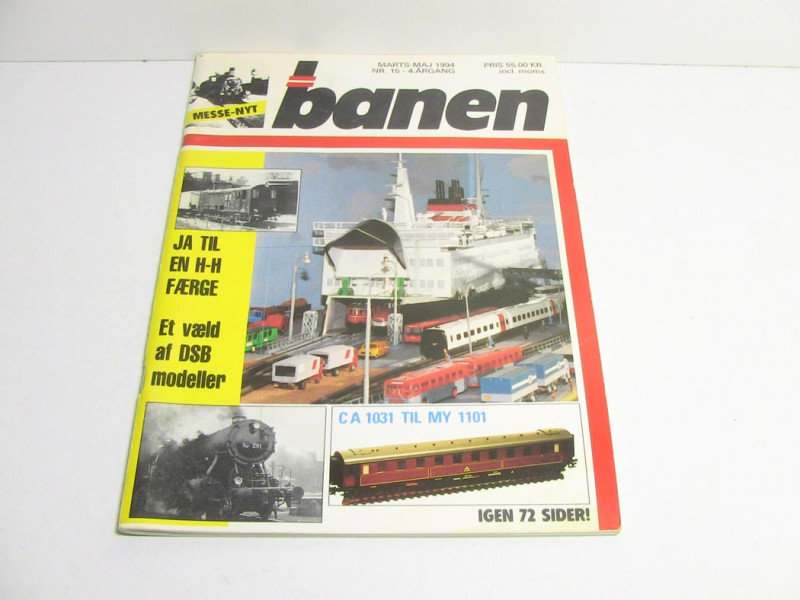 MARTS-MAJ 1994
NR. 15 - 4. ÅRGANG
PRIS 56.00 KR.
incl. moms
MESSE-NYT
banen
JA TIL
EN H-H
FÆRGE
Et væld
af DSB
modeller
CA 1031 TIL MY 1101
IGEN 72 SIDER!